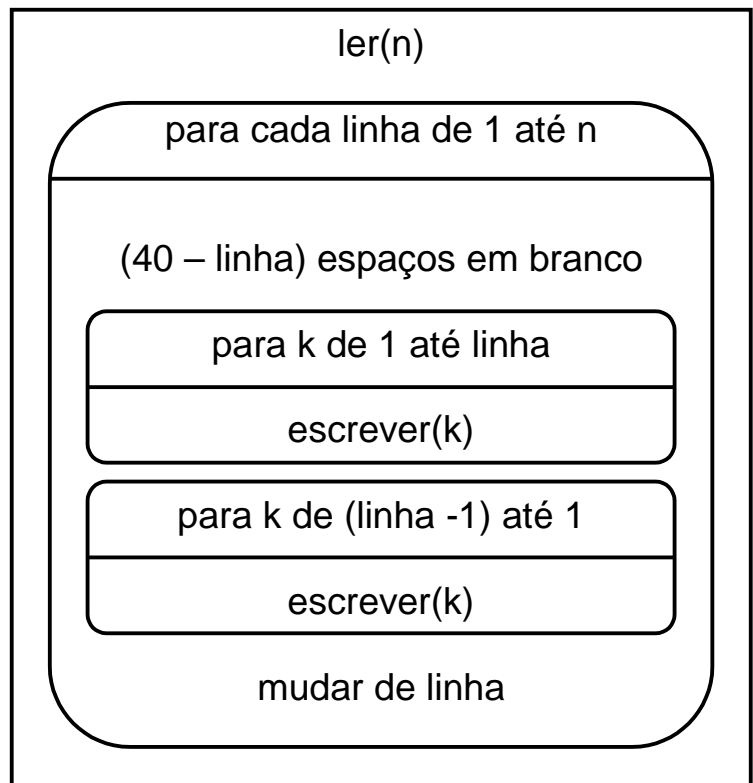 ler(n)
para cada linha de 1 até n
(40 – linha) espaços em branco
para k de 1 até linha
escrever(k)
para k de (linha -1) até 1
escrever(k)
mudar de linha